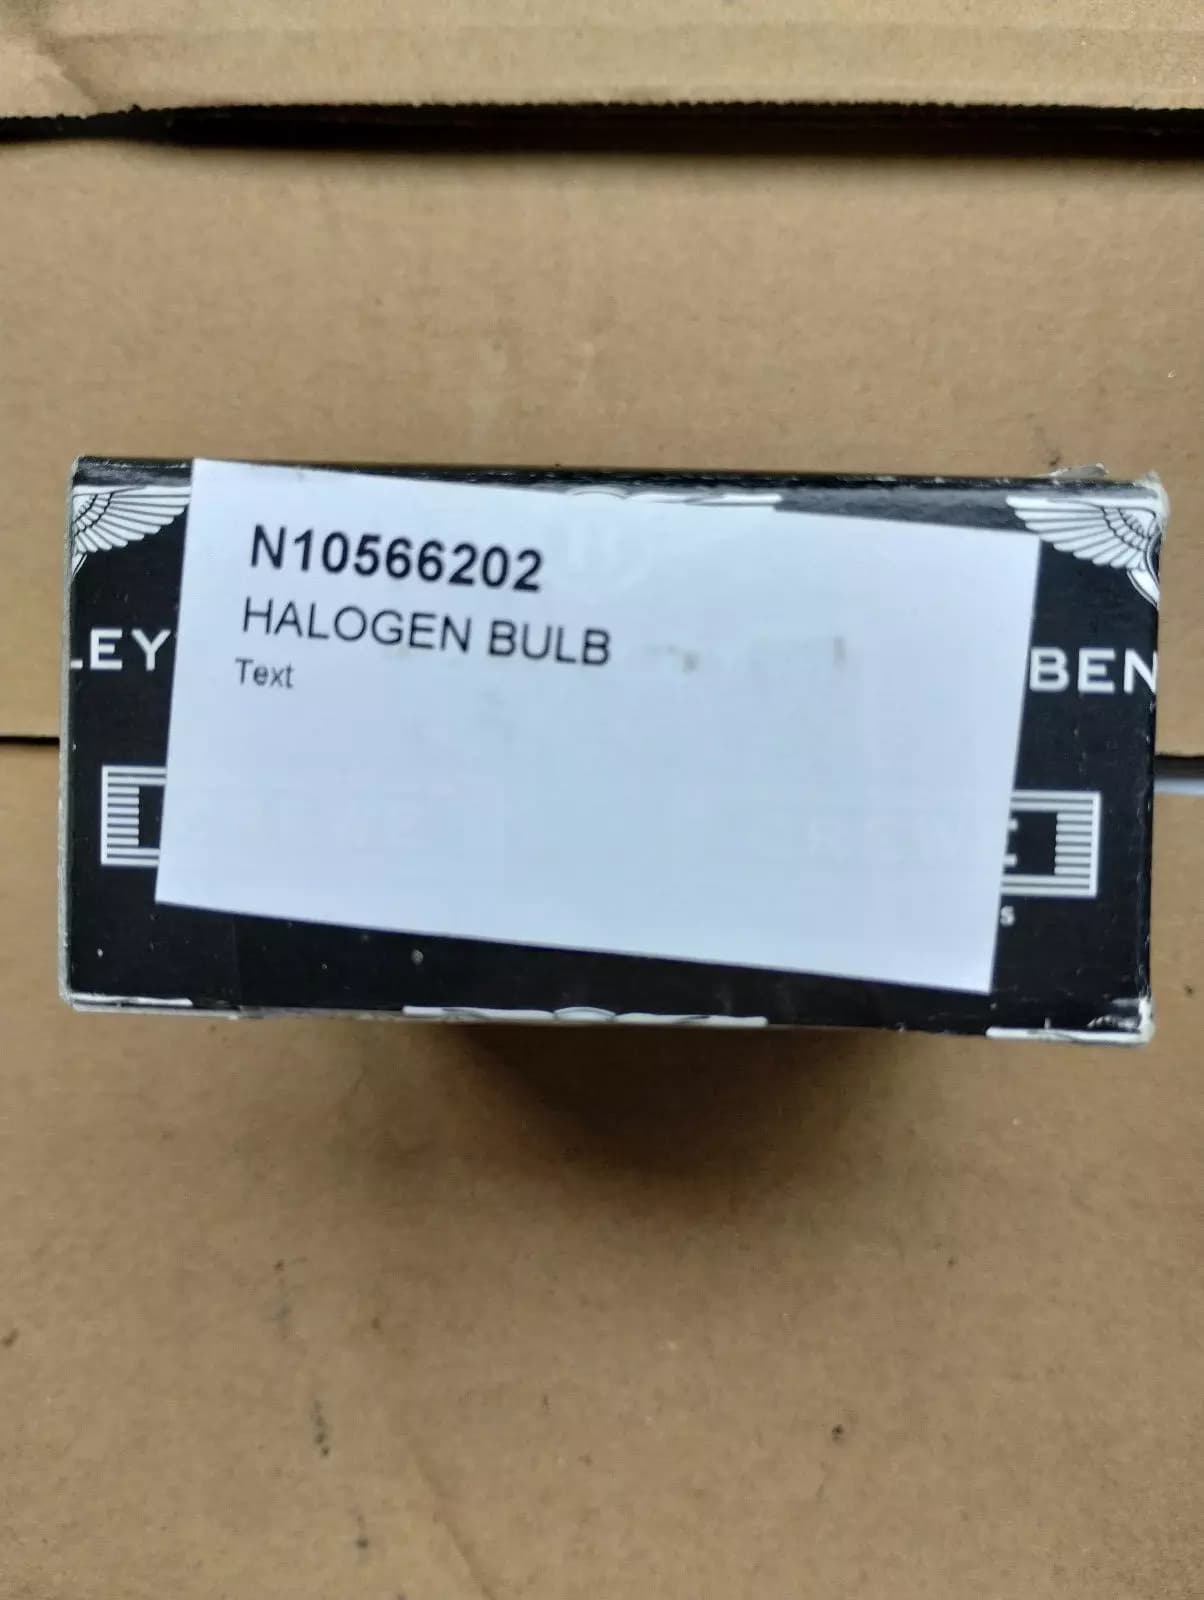 N10566202
HALOGEN BULB
Text
LEY
BEN
E
s